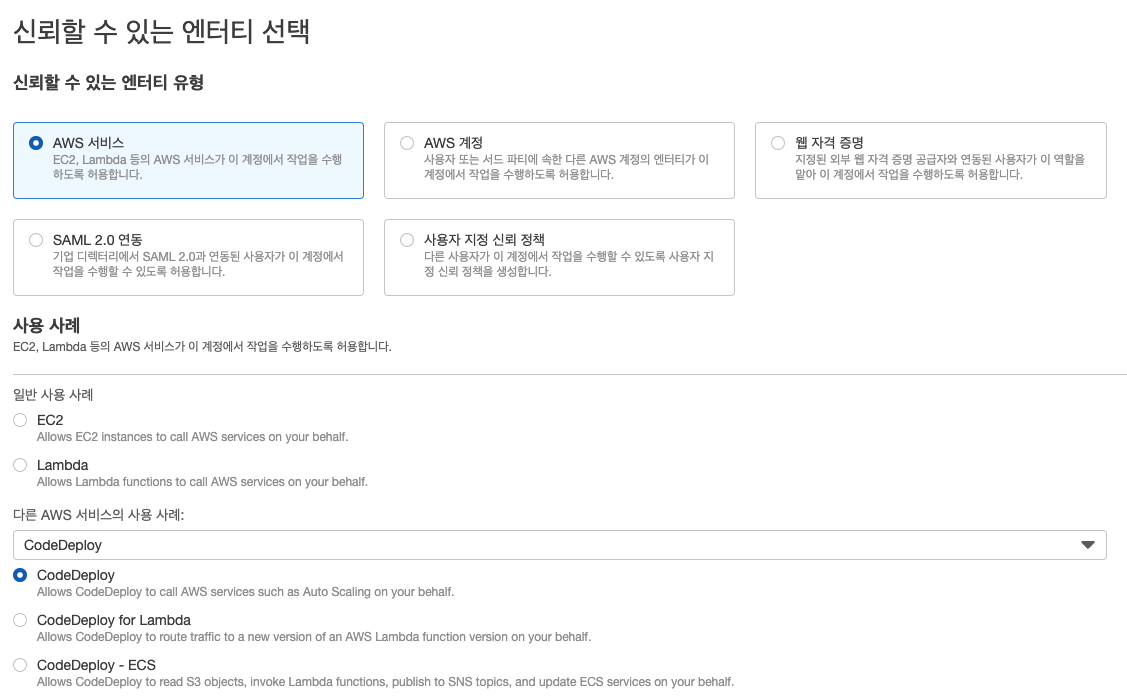 신뢰할 수 있는 엔터티 선택
신뢰할 수 있는 엔터티 유형
AWS 서비스
EC2, Lambda 등의 AWS 서비스가 이 계정에서 작업을 수행
하도록 허용합니다.
AWS 계정
사용자 또는 서드 파티에 속한 다른 AWS 계정의 엔터티가 이
계정에서 작업을 수행하도록 허용합니다.
웹 자격 증명
지정된 외부 웹 자격 증명 공급자와 연동된 사용자가 이 역할을
맡아 이 계정에서 작업을 수행하도록 허용합니다.
SAML 2.0 연동
기업 디렉터리에서 SAML 2.0과 연동된 사용자가 이 계정에서
작업을 수행할 수 있도록 허용합니다.
사용자 지정 신뢰 정책
다른 사용자가 이 계정에서 작업을 수행할 수 있도록 사용자 지
정 신뢰 정책을 생성합니다.
사용 사례
EC2, Lambda 등의 AWS 서비스가 이 계정에서 작업을 수행하도록 허용합니다.
일반 사용 사례
EC2
Allows EC2 instances to call AWS services on your behalf.
Lambda
Allows Lambda functions to call AWS services on your behalf.
다른 AWS 서비스의 사용 사례:
CodeDeploy
CodeDeploy
Allows CodeDeploy to call AWS services such as Auto Scaling on your behalf.
CodeDeploy for Lambda
Allows CodeDeploy to route traffic to a new version of an AWS Lambda function version on your behalf.
CodeDeploy - ECS
Allows CodeDeploy to read S3 objects, invoke Lambda functions, publish to SNS topics, and update ECS services on your behalf.